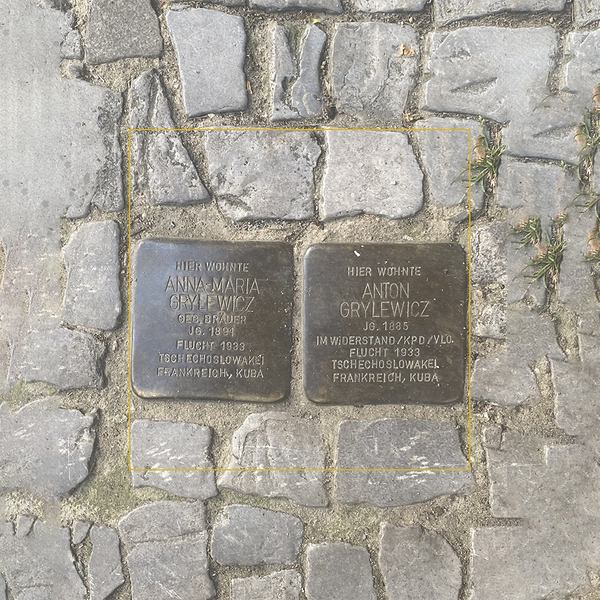 HIER WOHNTE
ANNA-MARIA
GRYLEWICZ
GEB. BRÄUER
JG. 1894
FLUCHT 1933
TSCHECHOSLOWAKEI
FRANKREICH, KUBA
HIER WOHNTE
ANTON
GRYLEWICZ
JG. 1885
IM WIDERSTAND/KPD/VLO.
FLUCHT 1933
TSCHECHOSLOWAKEI
FRANKREICH, KUBA